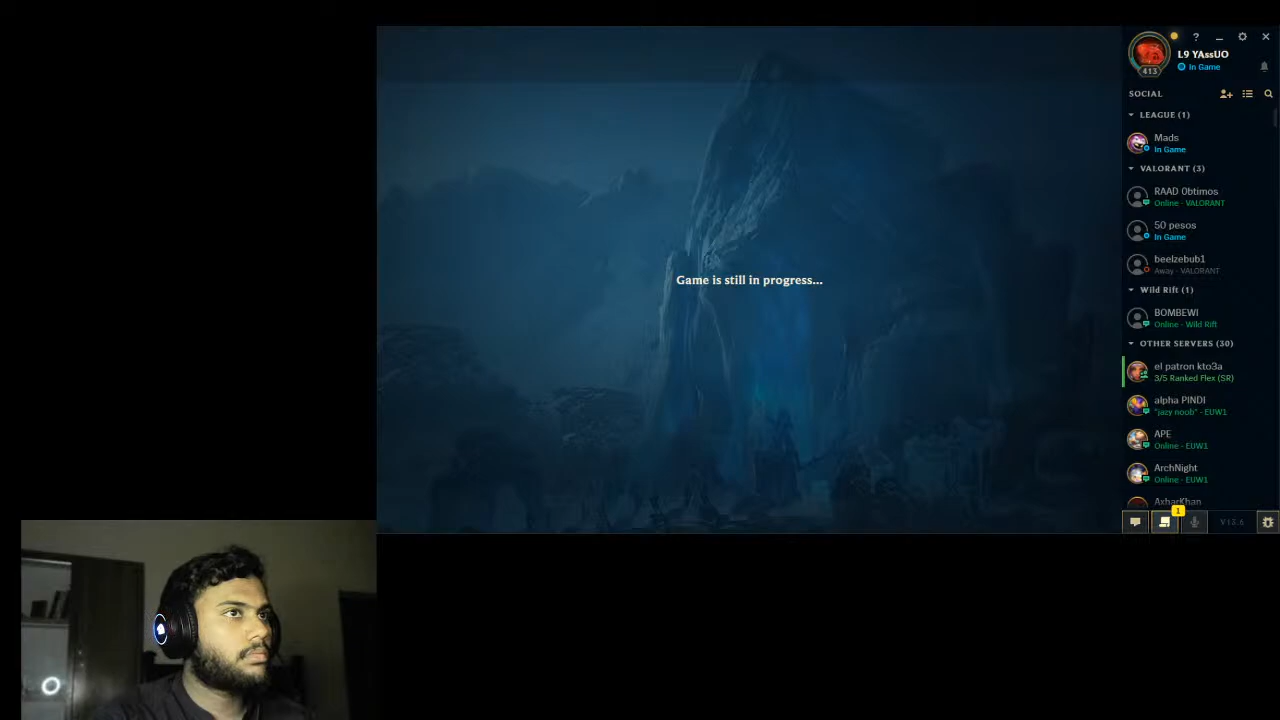 L9 YAssUO
In Game
413
SOCIAL
LEAGUE (1)
Mads
In Game
VALORANT (3)
RAAD 0btimos
Online - VALORANT
50 pesos
In Game
beelzebub1
Away - VALORANT
Wild Rift (1)
BOMBEWI
Online - Wild Rift
OTHER SERVERS (30)
el patron kto3a
3/5 Ranked Flex (SR)
alpha PINDI
"jazy noob" - EUW1
APE
Online - EUW1
ArchNight
Online - EUW1
AxharKhan
1
V13.6
Game is still in progress...